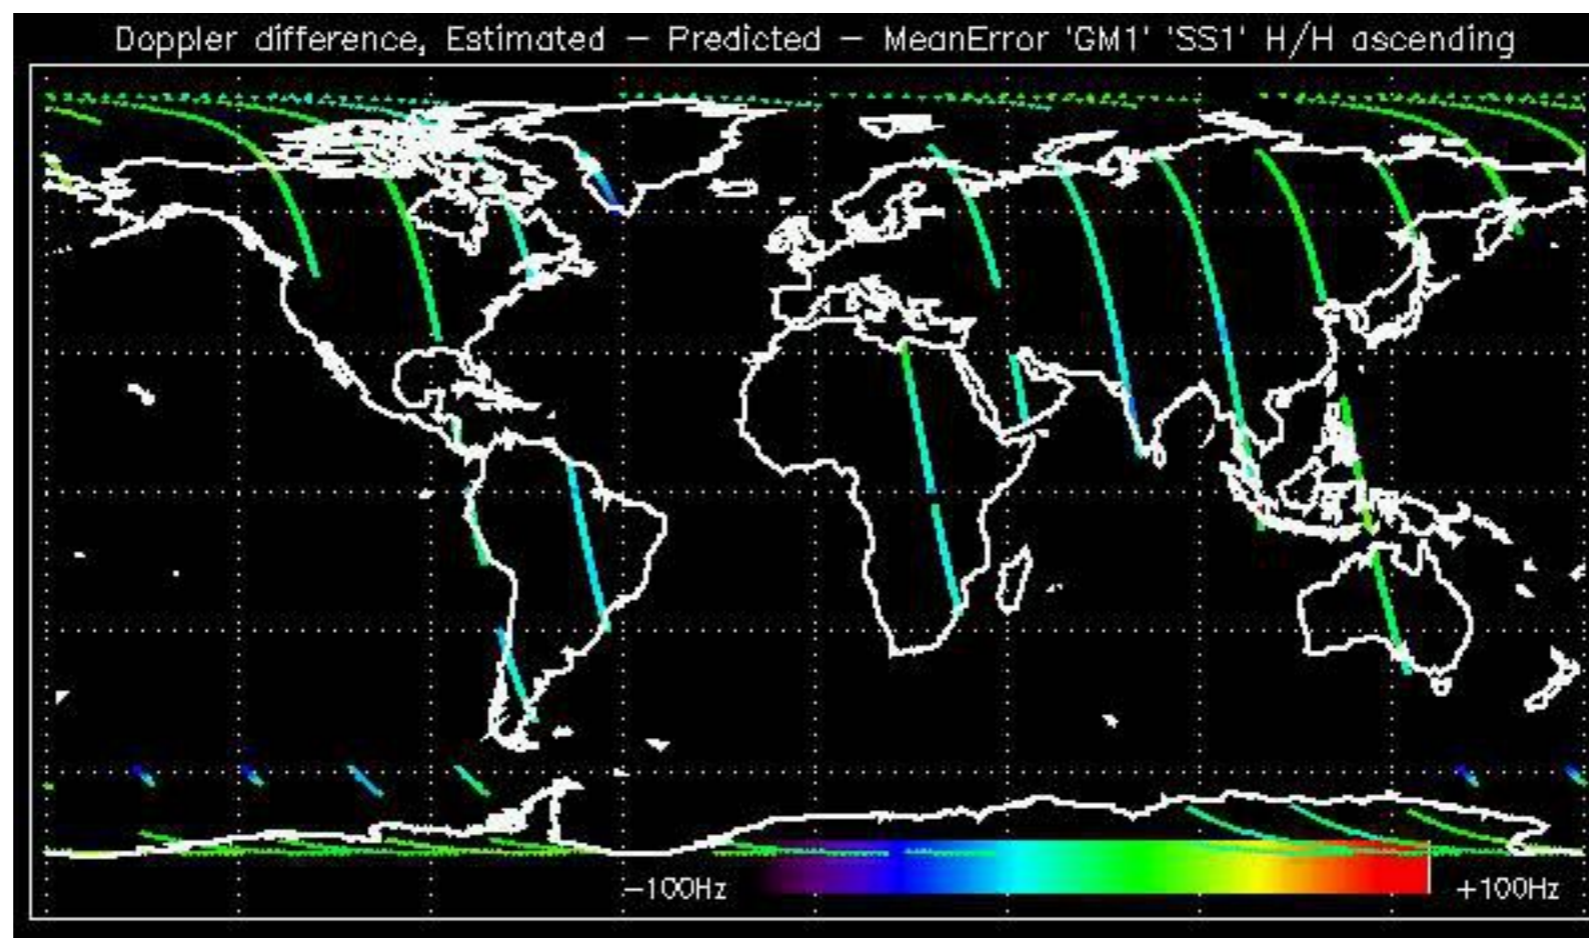 Doppler difference, Estimated - Predicted - MeanError 'GM1' 'SS1' H/H ascending
-100Hz
+100Hz